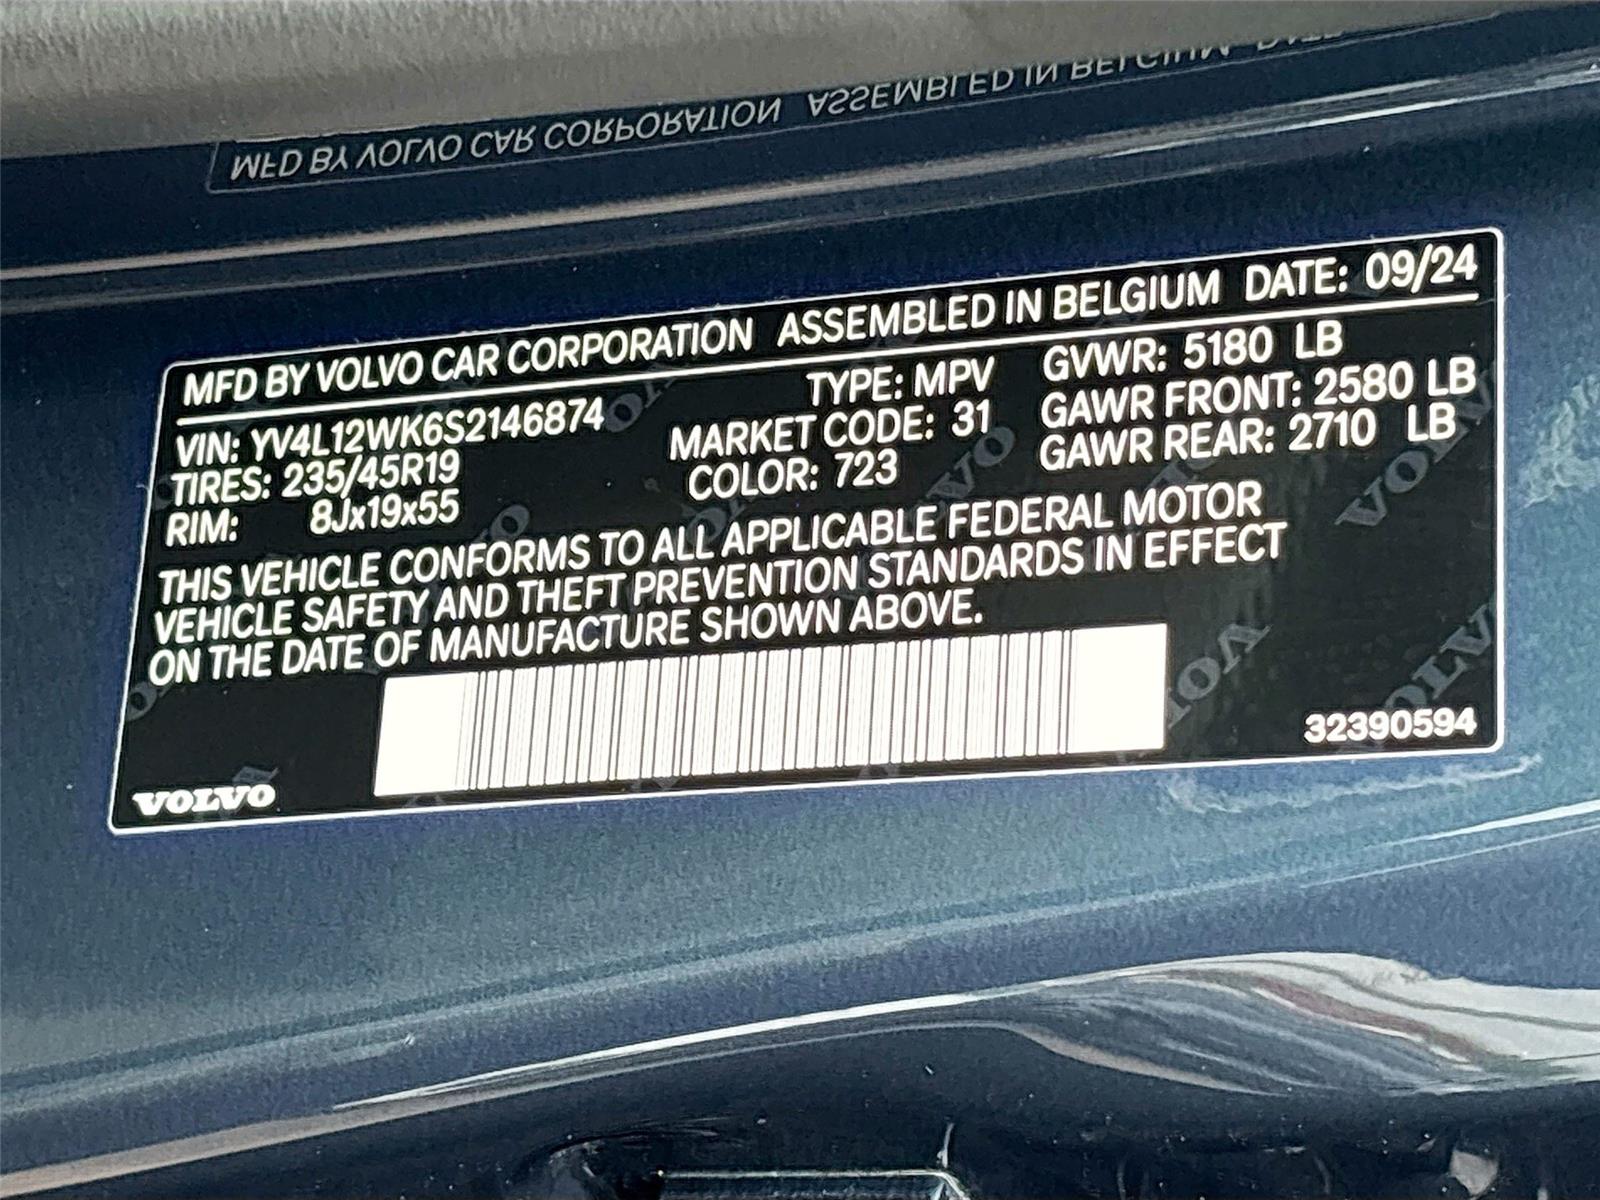 MFD BY VOLVO CAR CORPORATION ASSEMBLED IN BELGIUM DATE
MFD BY VOLVO CAR CORPORATION ASSEMBLED IN BELGIUM DATE: 09/24
VIN: YV4L12WK6S2146874 TYPE: MPV GVWR: 5180 LB
TIRES: 235/45R19 MARKET CODE: 31 GAWR FRONT: 2580 LB
RIM: 8Jx19x55 COLOR: 723 GAWR REAR: 2710 LB
THIS VEHICLE CONFORMS TO ALL APPLICABLE FEDERAL MOTOR
VEHICLE SAFETY AND THEFT PREVENTION STANDARDS IN EFFECT
ON THE DATE OF MANUFACTURE SHOWN ABOVE.
VOLVO 32390594